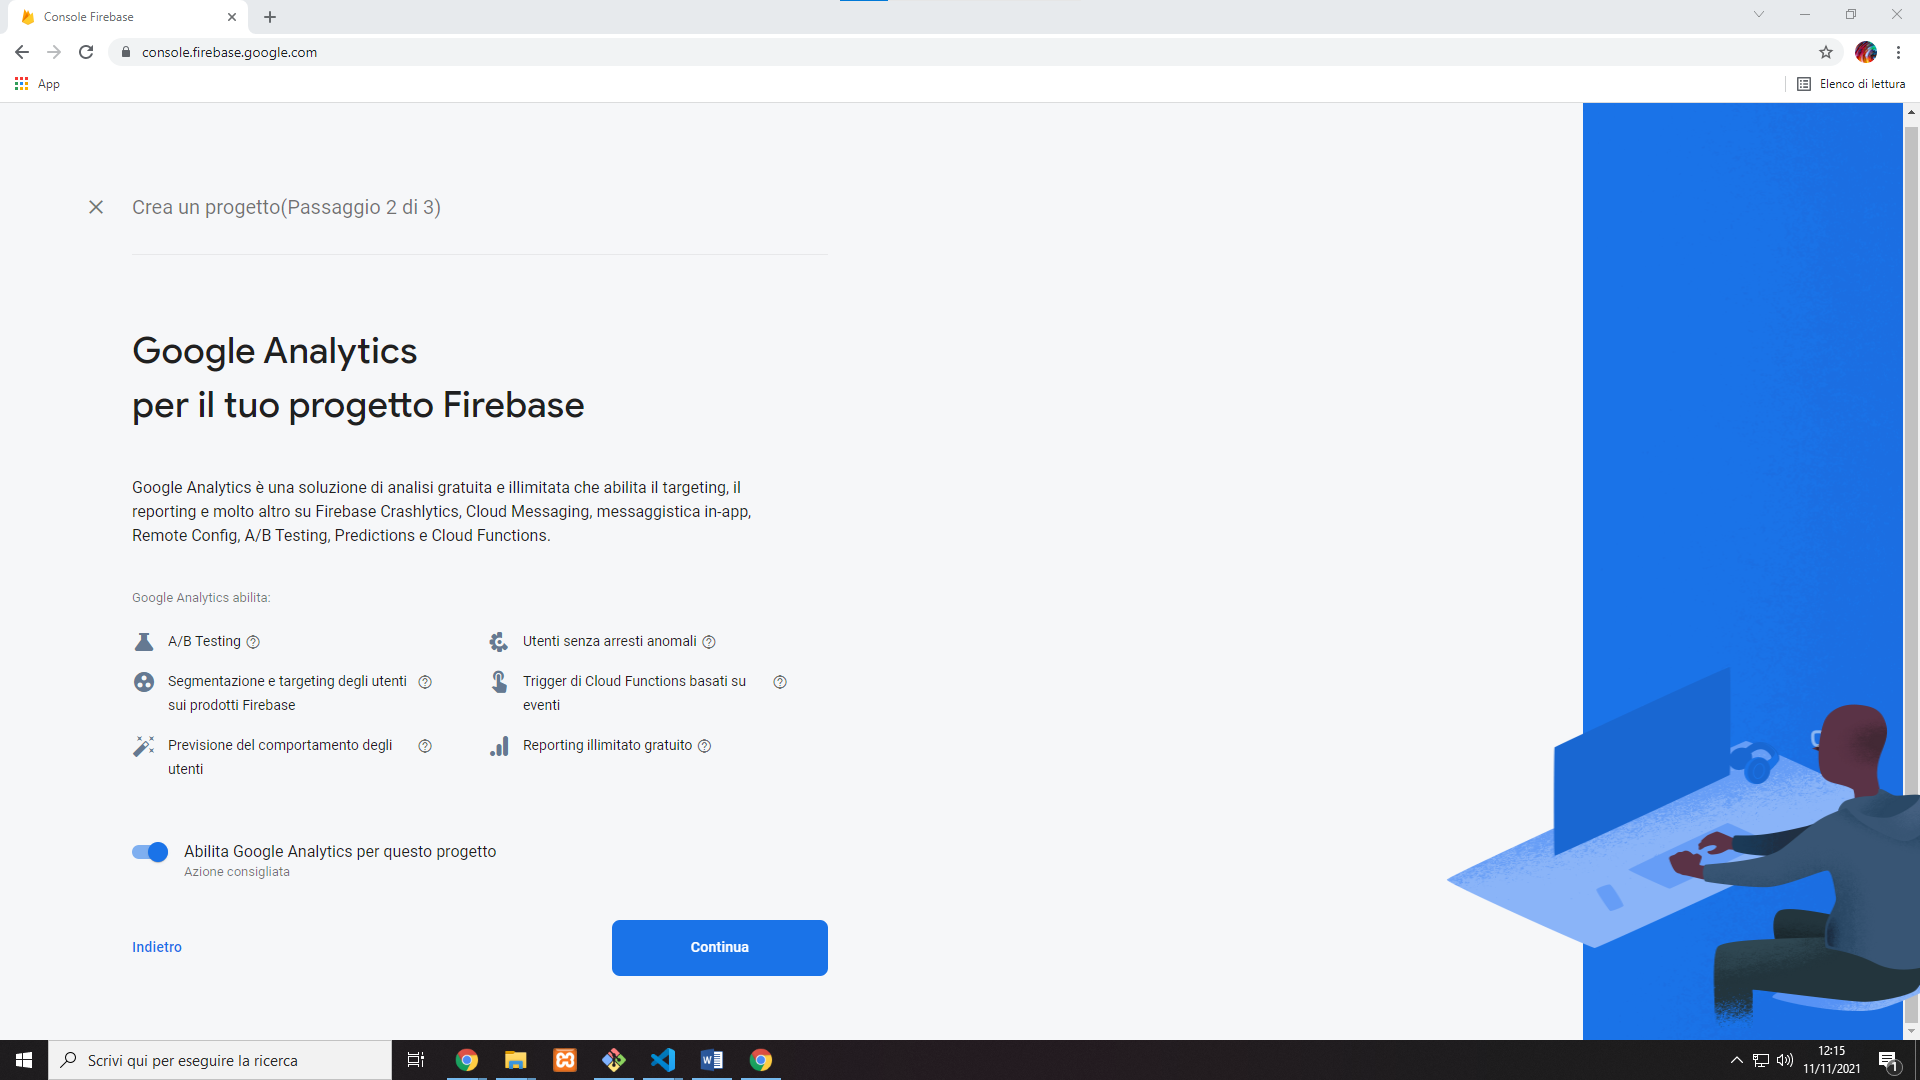 Console Firebase
console.firebase.google.com
App
Elenco di lettura
Crea un progetto(Passaggio 2 di 3)
Google Analytics
per il tuo progetto Firebase
Google Analytics è una soluzione di analisi gratuita e illimitata che abilita il targeting, il
reporting e molto altro su Firebase Crashlytics, Cloud Messaging, messaggistica in-app,
Remote Config, A/B Testing, Predictions e Cloud Functions.
Google Analytics abilita:
A/B Testing
Utenti senza arresti anomali
Segmentazione e targeting degli utenti
sui prodotti Firebase
Trigger di Cloud Functions basati su
eventi
Previsione del comportamento degli
utenti
Reporting illimitato gratuito
Abilita Google Analytics per questo progetto
Azione consigliata
Indietro
Continua
Scrivi qui per eseguire la ricerca
12:15
11/11/2021
1